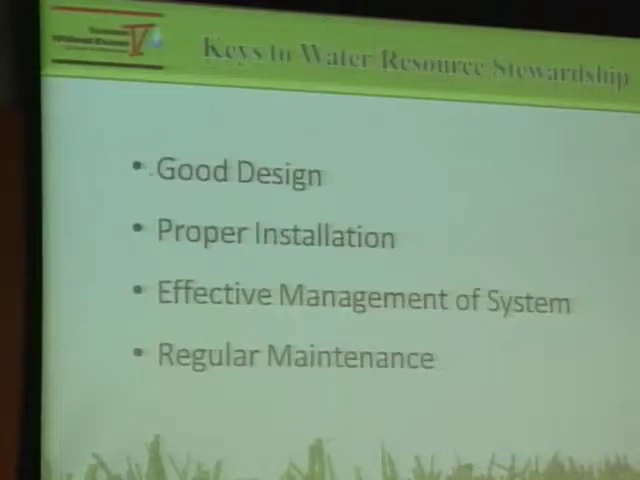 Keys to Water Resource Stewardship
• Good Design
• Proper Installation
• Effective Management of System
• Regular Maintenance